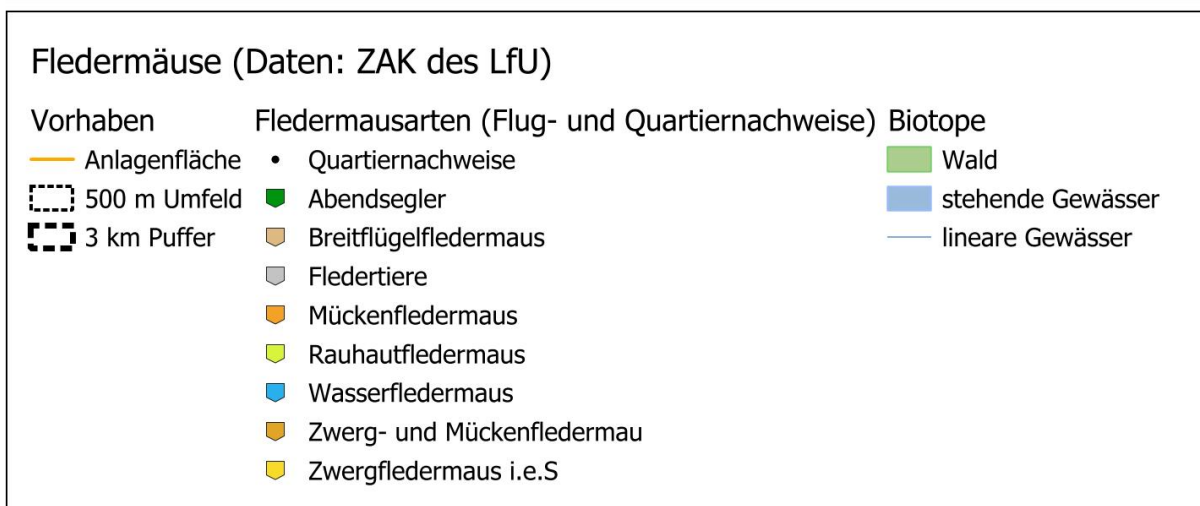 Fledermäuse (Daten: ZAK des LfU)
Vorhaben
Anlagenfläche
500 m Umfeld
3 km Puffer
Fledermausarten (Flug- und Quartiernachweise)
Quartiernachweise
Abendsegler
Breitflügelfledermaus
Fledertiere
Mückenfledermaus
Rauhautfledermaus
Wasserfledermaus
Zwerg- und Mückenfledermau
Zwergfledermaus i.e.S
Biotope
Wald
stehende Gewässer
lineare Gewässer